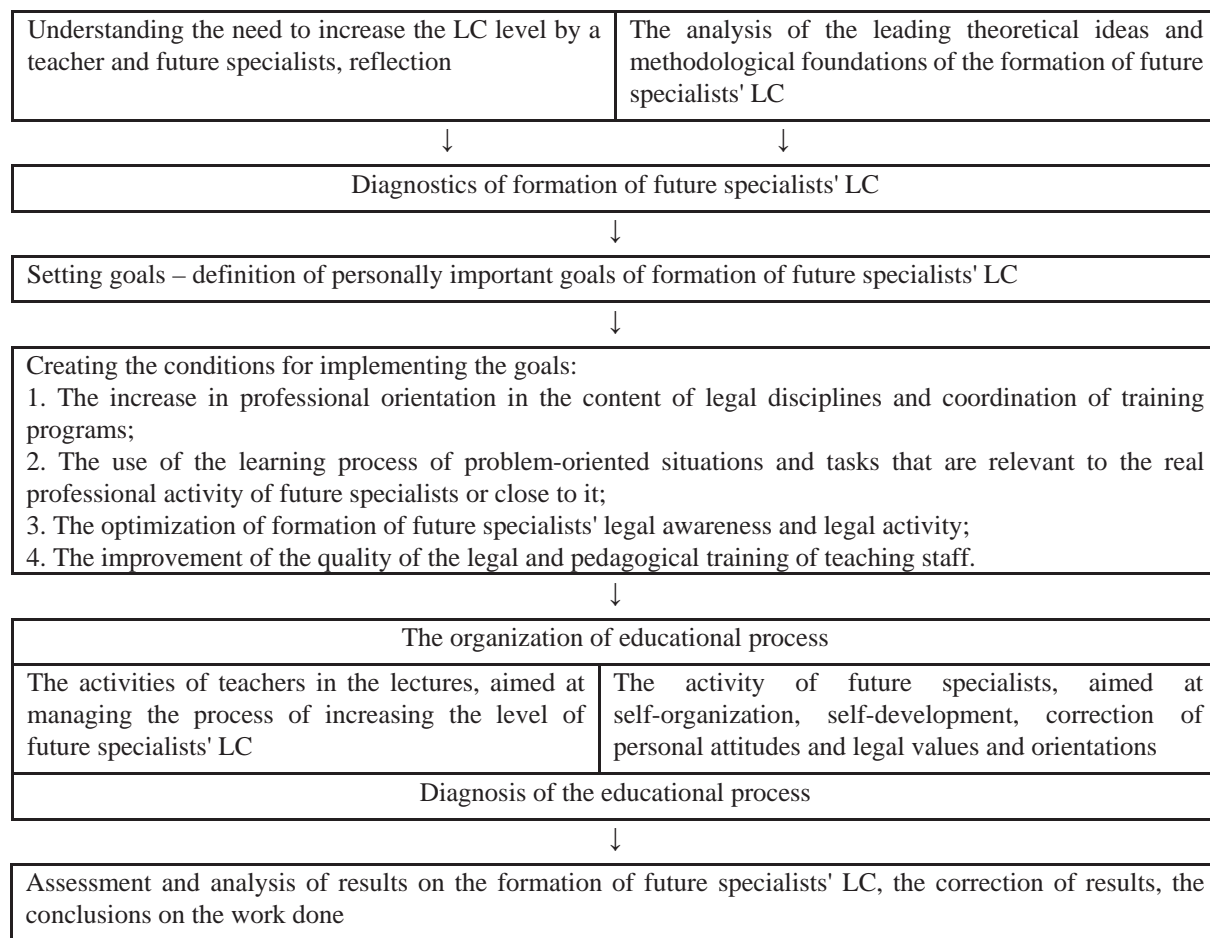 Understanding the need to increase the LC level by a
teacher and future specialists, reflection
The analysis of the leading theoretical ideas and
methodological foundations of the formation of future
specialists' LC
↓ ↓
Diagnostics of formation of future specialists' LC
↓
Setting goals – definition of personally important goals of formation of future specialists' LC
↓
Creating the conditions for implementing the goals:
1. The increase in professional orientation in the content of legal disciplines and coordination of training
programs;
2. The use of the learning process of problem-oriented situations and tasks that are relevant to the real
professional activity of future specialists or close to it;
3. The optimization of formation of future specialists' legal awareness and legal activity;
4. The improvement of the quality of the legal and pedagogical training of teaching staff.
↓
The organization of educational process
The activities of teachers in the lectures, aimed at
managing the process of increasing the level of
future specialists' LC
The activity of future specialists, aimed at
self-organization, self-development, correction of
personal attitudes and legal values and orientations
Diagnosis of the educational process
↓
Assessment and analysis of results on the formation of future specialists' LC, the correction of results, the
conclusions on the work done